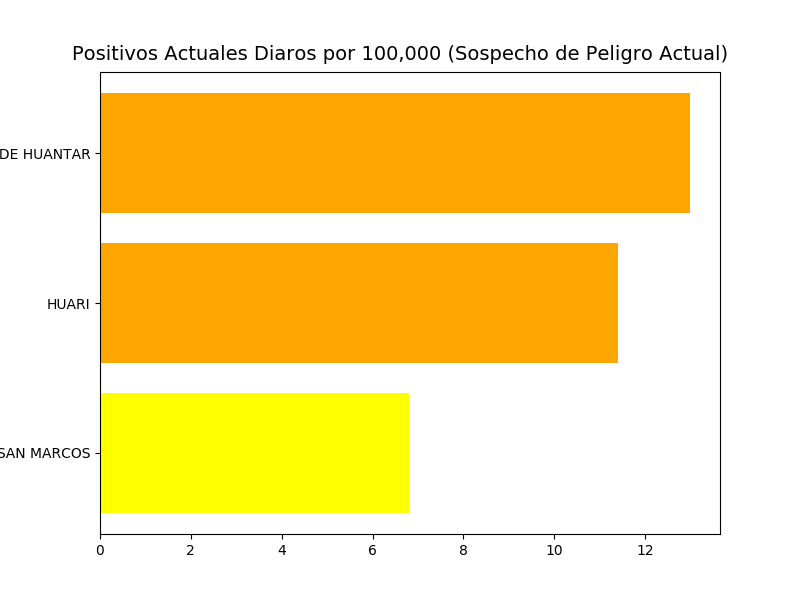 Positivos Actuales Diaros por 100,000 (Sospecho de Peligro Actual)
DE HUANTAR
HUARI
SAN MARCOS
0 2 4 6 8 10 12